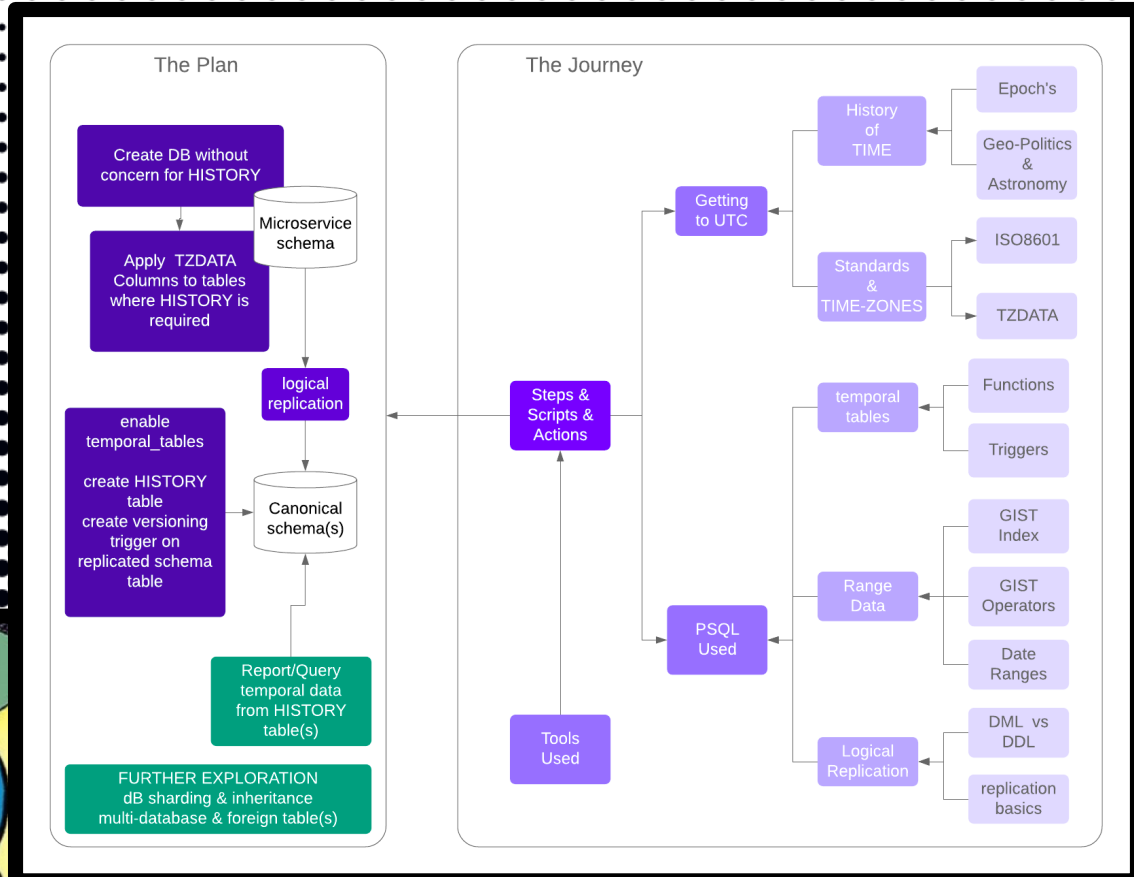 The Plan
Create DB without
concern for HISTORY
Microservice
schema
Apply TZDATA
Columns to tables
where HISTORY is
required
logical
replication
enable
temporal_tables
create HISTORY
table
create versioning
trigger on
replicated schema
table
Canonical
schema(s)
Report/Query
temporal data
from HISTORY
table(s)
FURTHER EXPLORATION
dB sharding & inheritance
multi-database & foreign table(s)
The Journey
Steps &
Scripts &
Actions
Tools
Used
Getting
to UTC
History
of
TIME
Epoch's
Geo-Politics
&
Astronomy
Standards
&
TIME-ZONES
ISO8601
TZDATA
PSQL
Used
temporal
tables
Functions
Triggers
Range
Data
GIST
Index
GIST
Operators
Date
Ranges
Logical
Replication
DML vs
DDL
replication
basics